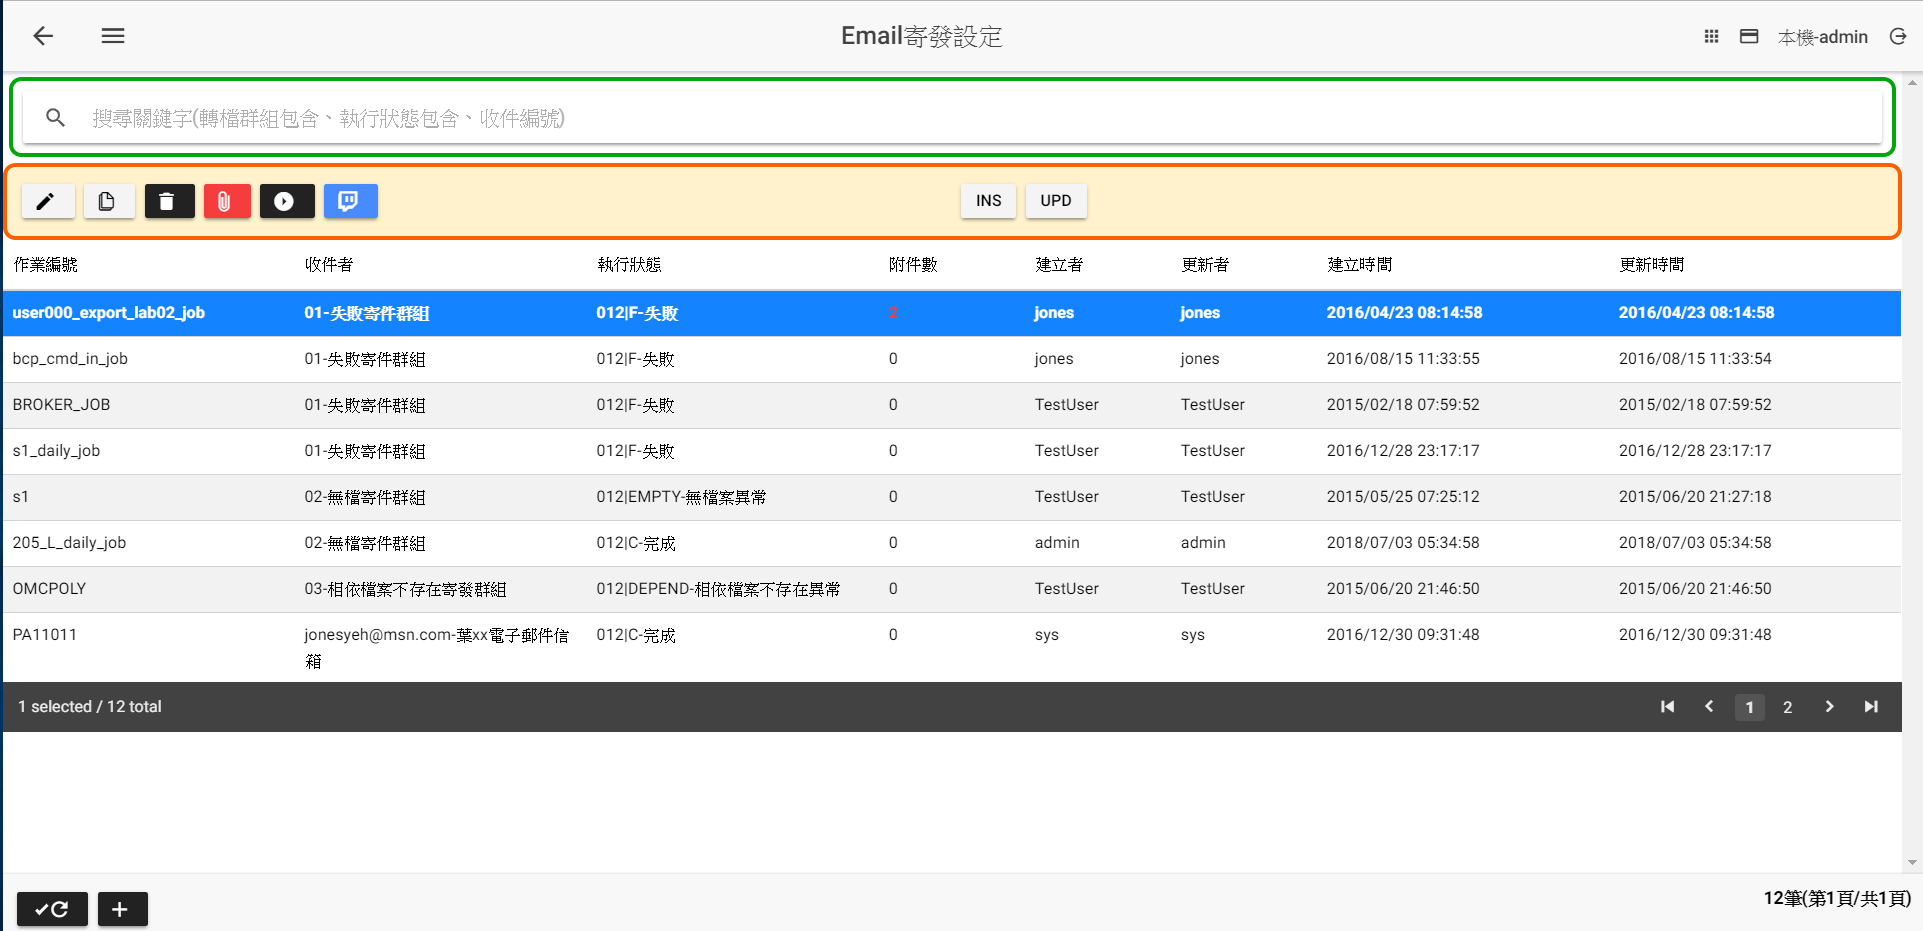 Email寄發設定
本機-admin
搜尋關鍵字(轉檔群組包含、執行狀態包含、收件編號)
INS UPD
作業編號 收件者 執行狀態 附件數 建立者 更新者 建立時間 更新時間
user000_export_lab02_job 01-失敗寄件群組 012|F-失敗 2 jones jones 2016/04/23 08:14:58 2016/04/23 08:14:58
bcp_cmd_in_job 01-失敗寄件群組 012|F-失敗 0 jones jones 2016/08/15 11:33:55 2016/08/15 11:33:54
BROKER_JOB 01-失敗寄件群組 012|F-失敗 0 TestUser TestUser 2015/02/18 07:59:52 2015/02/18 07:59:52
s1_daily_job 01-失敗寄件群組 012|F-失敗 0 TestUser TestUser 2016/12/28 23:17:17 2016/12/28 23:17:17
s1 02-無檔寄件群組 012|EMPTY-無檔案異常 0 TestUser TestUser 2015/05/25 07:25:12 2015/06/20 21:27:18
205_L_daily_job 02-無檔寄件群組 012|C-完成 0 admin admin 2018/07/03 05:34:58 2018/07/03 05:34:58
OMCPOLY 03-相依檔案不存在寄發群組 012|DEPEND-相依檔案不存在異常 0 TestUser TestUser 2015/06/20 21:46:50 2015/06/20 21:46:50
PA11011 jonesyeh@msn.com-葉xx電子郵件信 012|C-完成 0 sys sys 2016/12/30 09:31:48 2016/12/30 09:31:48
箱
1 selected / 12 total 1 2
12筆(第1頁/共1頁)